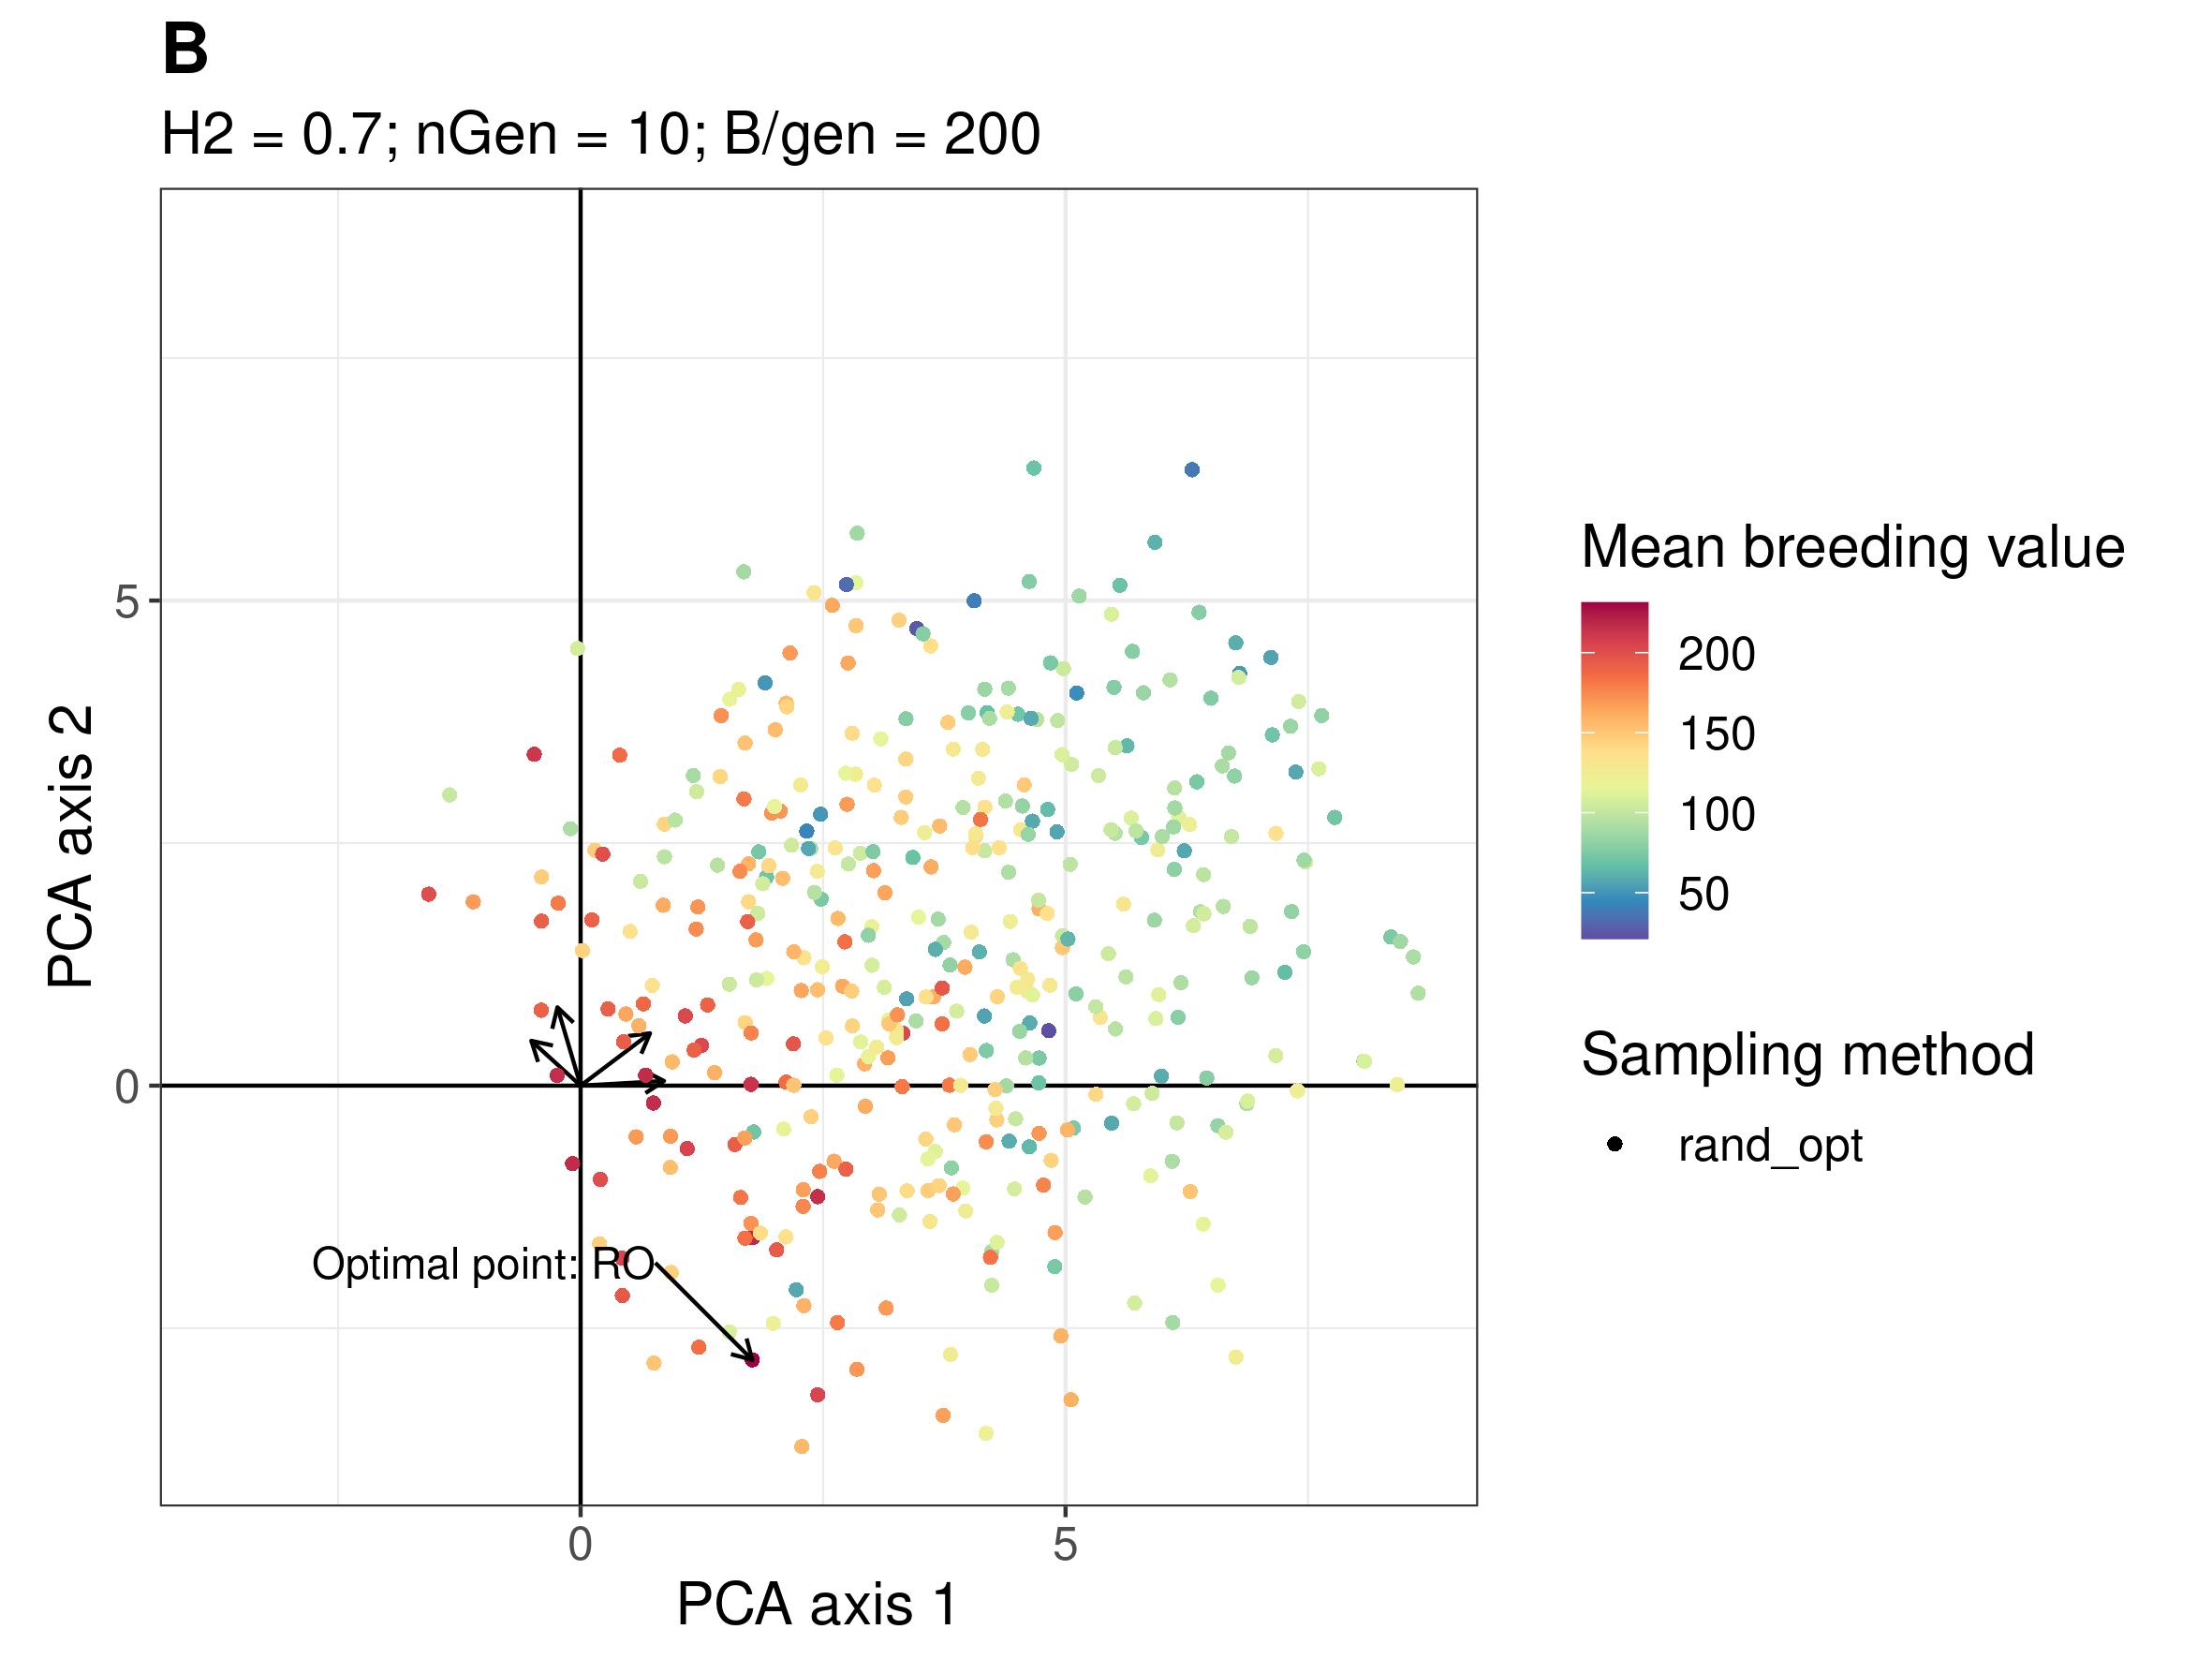 B
H2 = 0.7; nGen = 10; B/gen = 200
PCA axis 2
5
0
Optimal point: RO
0
5
PCA axis 1
Mean breeding value
200
150
100
50
Sampling method
rand_opt